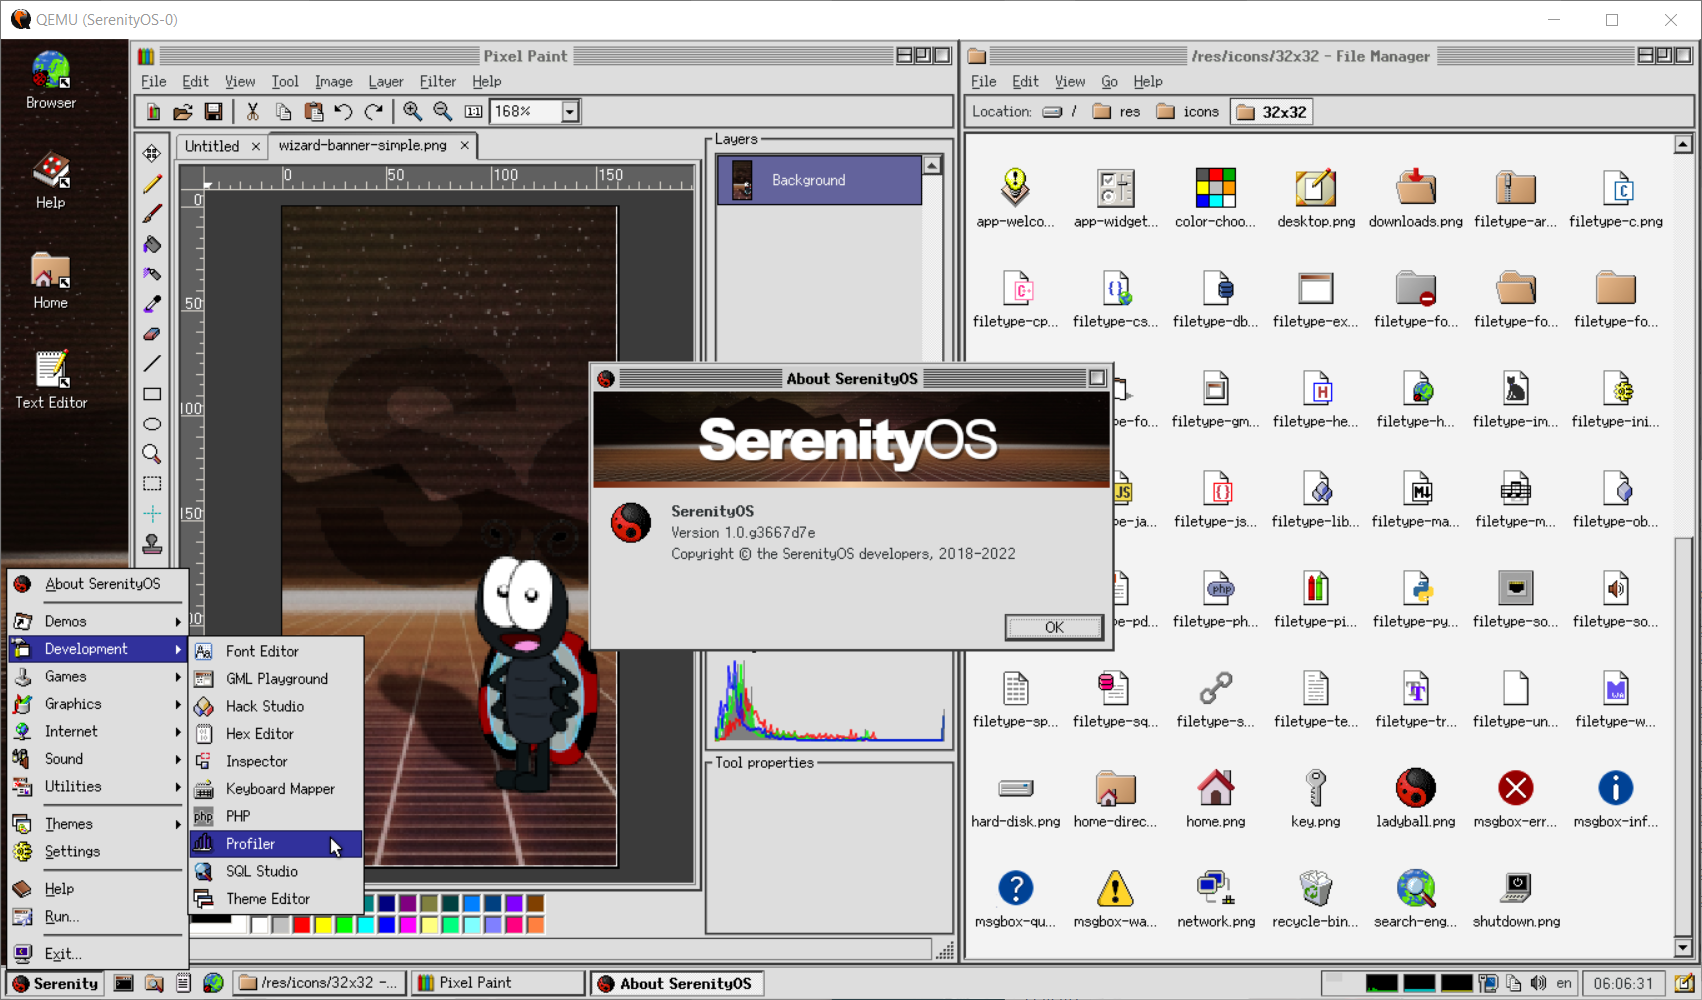 QEMU (SerenityOS-0)
Browser
Help
Home
Text Editor
Pixel Paint
File Edit View Tool Image Layer Filter Help
1:1 168%
Untitled × wizard-banner-simple.png ×
0 50 100 150
0
50
100
150
Layers
Background
Tool properties
/res/icons/32x32 - File Manager
File Edit View Go Help
Location: / res icons 32x32
app-welco... app-widget... color-choo... desktop.png downloads.png filetype-ar... filetype-c.png
filetype-cp... filetype-cs... filetype-db... filetype-ex... filetype-fo... filetype-fo... filetype-fo...
pe-fo... filetype-gm... filetype-he... filetype-h... filetype-im... filetype-ini...
pe-ja... filetype-js... filetype-lib... filetype-ma... filetype-m... filetype-ob...
pe-pd... filetype-ph... filetype-pi... filetype-py... filetype-so... filetype-so...
filetype-sp... filetype-sq... filetype-s... filetype-te... filetype-tr... filetype-un... filetype-w...
hard-disk.png home-direc... home.png key.png ladyball.png msgbox-err... msgbox-inf...
msgbox-qu... msgbox-wa... network.png recycle-bin... search-eng... shutdown.png
About SerenityOS
SerenityOS
SerenityOS
Version 1.0.g3667d7e
Copyright © the SerenityOS developers, 2018-2022
OK
About SerenityOS
Demos
Development
Games
Graphics
Internet
Sound
Utilities
Themes
Settings
Help
Run...
Exit...
Font Editor
GML Playground
Hack Studio
Hex Editor
Inspector
Keyboard Mapper
php PHP
Profiler
SQL Studio
Theme Editor
Serenity /res/icons/32x32 -... Pixel Paint About SerenityOS en 06:06:31